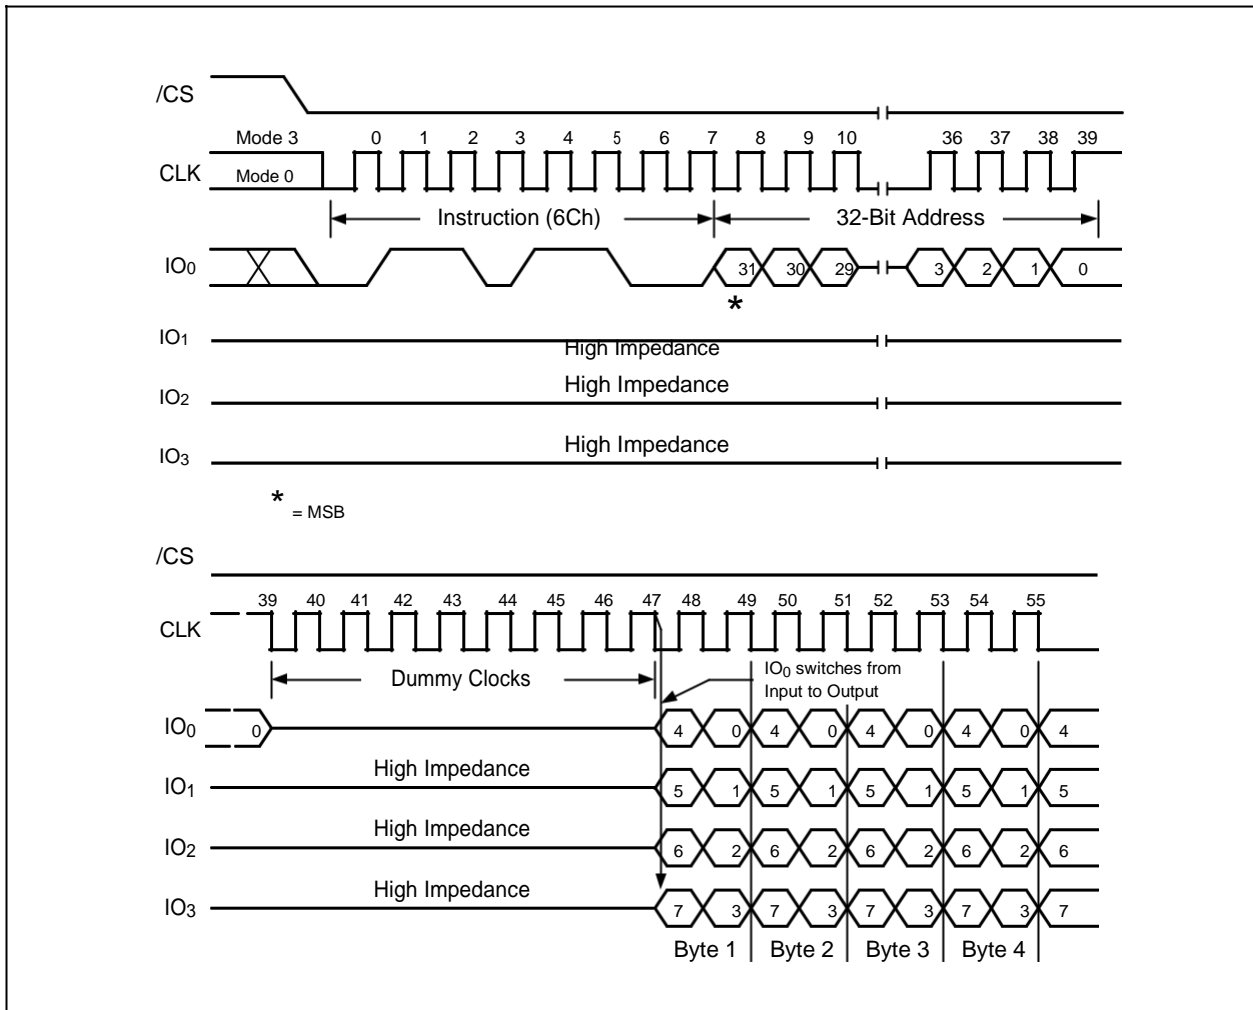 /CS
Mode 3 0 1 2 3 4 5 6 7 8 9 10 36 37 38 39
CLK
Mode 0
Instruction (6Ch) 32-Bit Address
IO0 31 30 29 3 2 1 0
*
IO1
High Impedance
IO2 High Impedance
IO3 High Impedance
* = MSB
/CS
39 40 41 42 43 44 45 46 47 48 49 50 51 52 53 54 55
CLK
Dummy Clocks
IO0 switches from
Input to Output
IO0 0 4 0 4 0 4 0 4 0 4
High Impedance
IO1 5 1 5 1 5 1 5 1 5
High Impedance
IO2 6 2 6 2 6 2 6 2 6
High Impedance
IO3 7 3 7 3 7 3 7 3 7
Byte 1 Byte 2 Byte 3 Byte 4